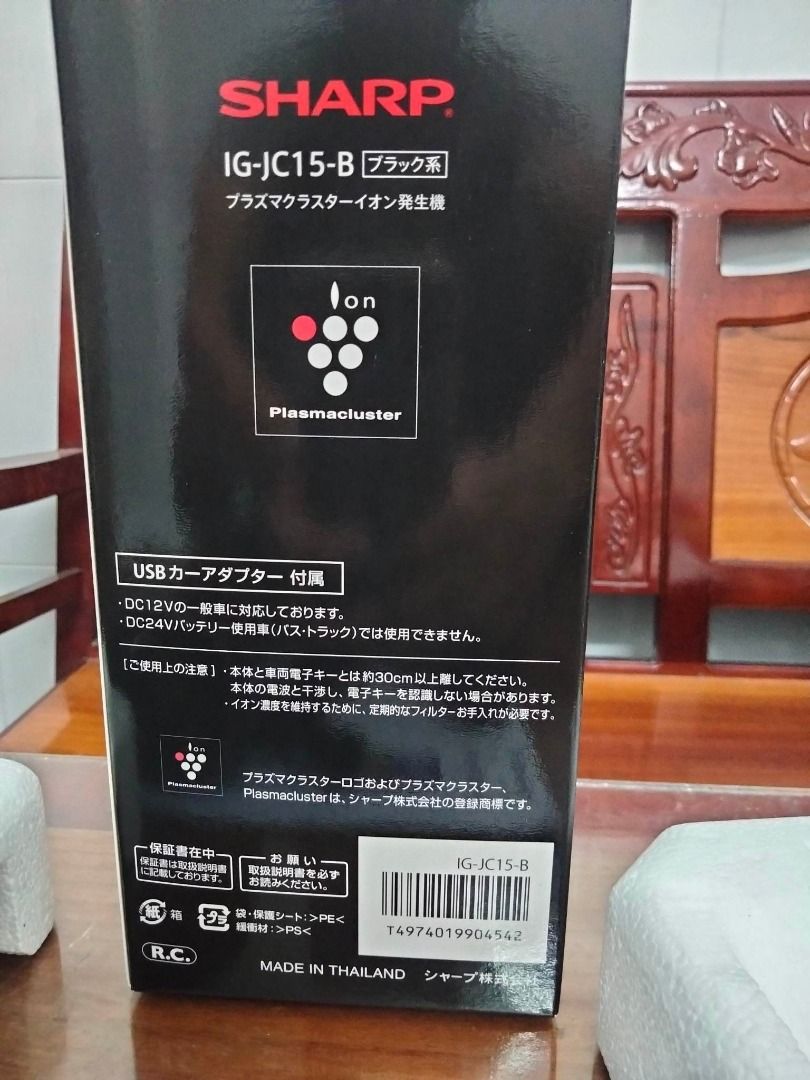 SHARP
IG-JC15-B ブラック系
プラズマクラスターイオン発生機
Ion
Plasmacluster
USBカーアダプター 付属
・DC12Vの一般車に対応しております。
・DC24Vバッテリー使用車(バス・トラック)では使用できません。
[ご使用上の注意]・本体と車両電子キーとは約30cm以上離してください。
本体の電波と干渉し、電子キーを認識しない場合があります。
・イオン濃度を維持するために、定期的なフィルターお手入れが必要です。
Ion
Plasmacluster
プラズマクラスターロゴおよびプラズマクラスター、
Plasmaclusterは、シャープ株式会社の登録商標です。
保証書在中
保証書は取扱説明書
に記載しております。
お願い
取扱説明書を必ず
お読みください。
IG-JC15-B
T4974019904542
紙 箱
プラ 袋・保護シート:>PE<
緩衝材:>PS<
R.C.
MADE IN THAILAND シャープ株式会社